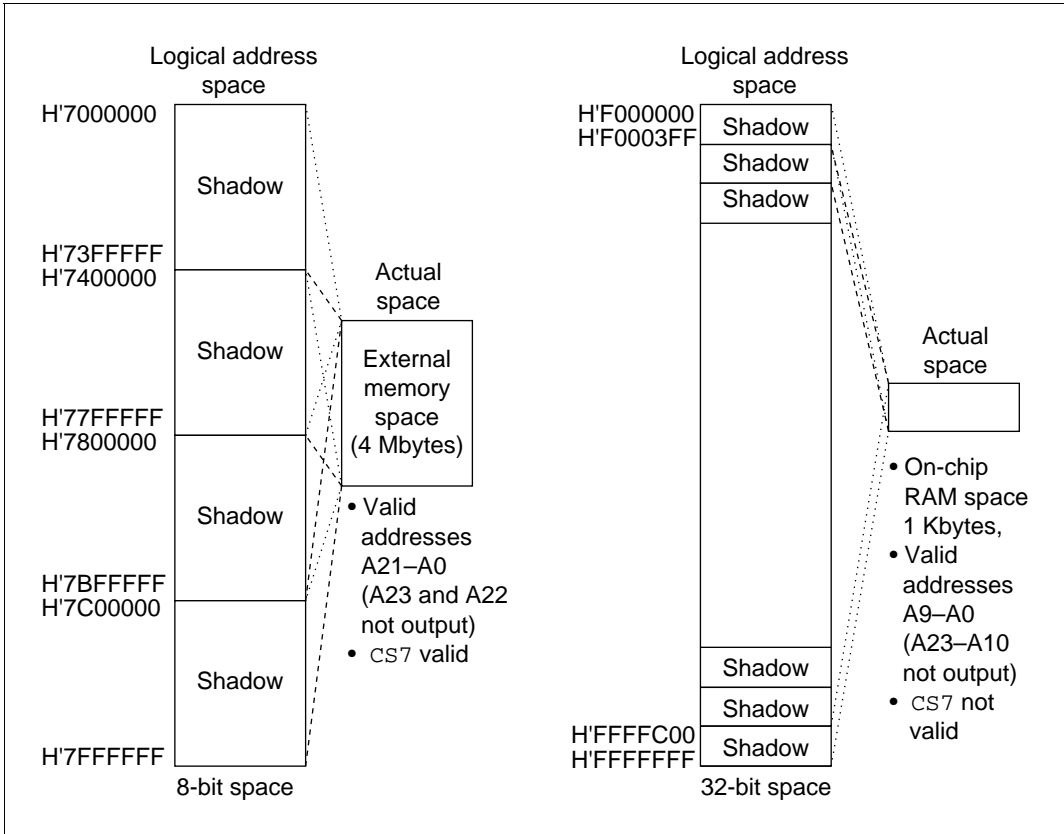 Logical address
space
H'7000000
Shadow
H'73FFFFF
H'7400000
Shadow
H'77FFFFF
H'7800000
Shadow
H'7BFFFFF
H'7C00000
Shadow
H'7FFFFFF
8-bit space
Actual
space
External
memory
space
(4 Mbytes)
• Valid
addresses
A21–A0
(A23 and A22
not output)
• CS7 valid
Logical address
space
H'F000000
H'F0003FF
Shadow
Shadow
Shadow
Shadow
Shadow
H'FFFFC00
H'FFFFFFF
Shadow
32-bit space
Actual
space
• On-chip
RAM space
1 Kbytes,
• Valid
addresses
A9–A0
(A23–A10
not output)
• CS7 not
valid